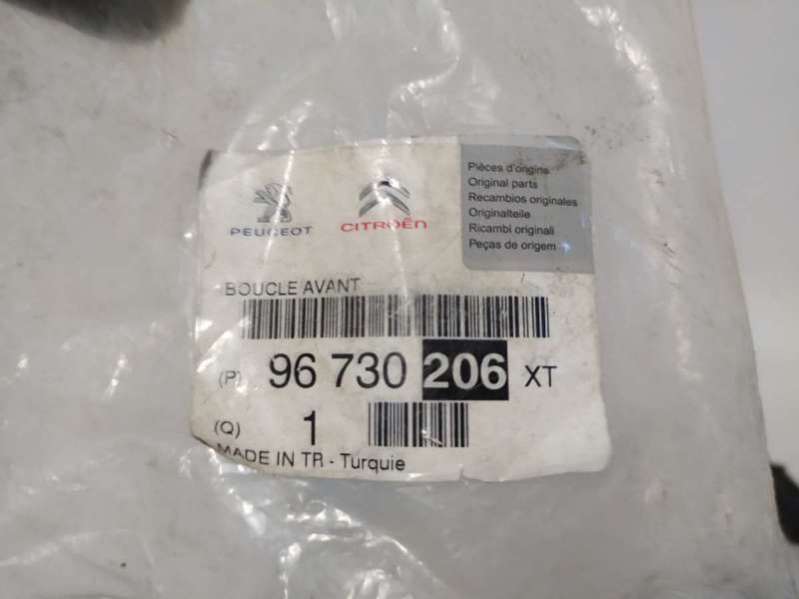 PEUGEOT
CITROËN
Pièces d'origine
Original parts
Recambios originales
Originalteile
Ricambi originali
Peças de origem
BOUCLE AVANT
(P) 96 730 206 XT
(Q) 1
MADE IN TR - Turquie